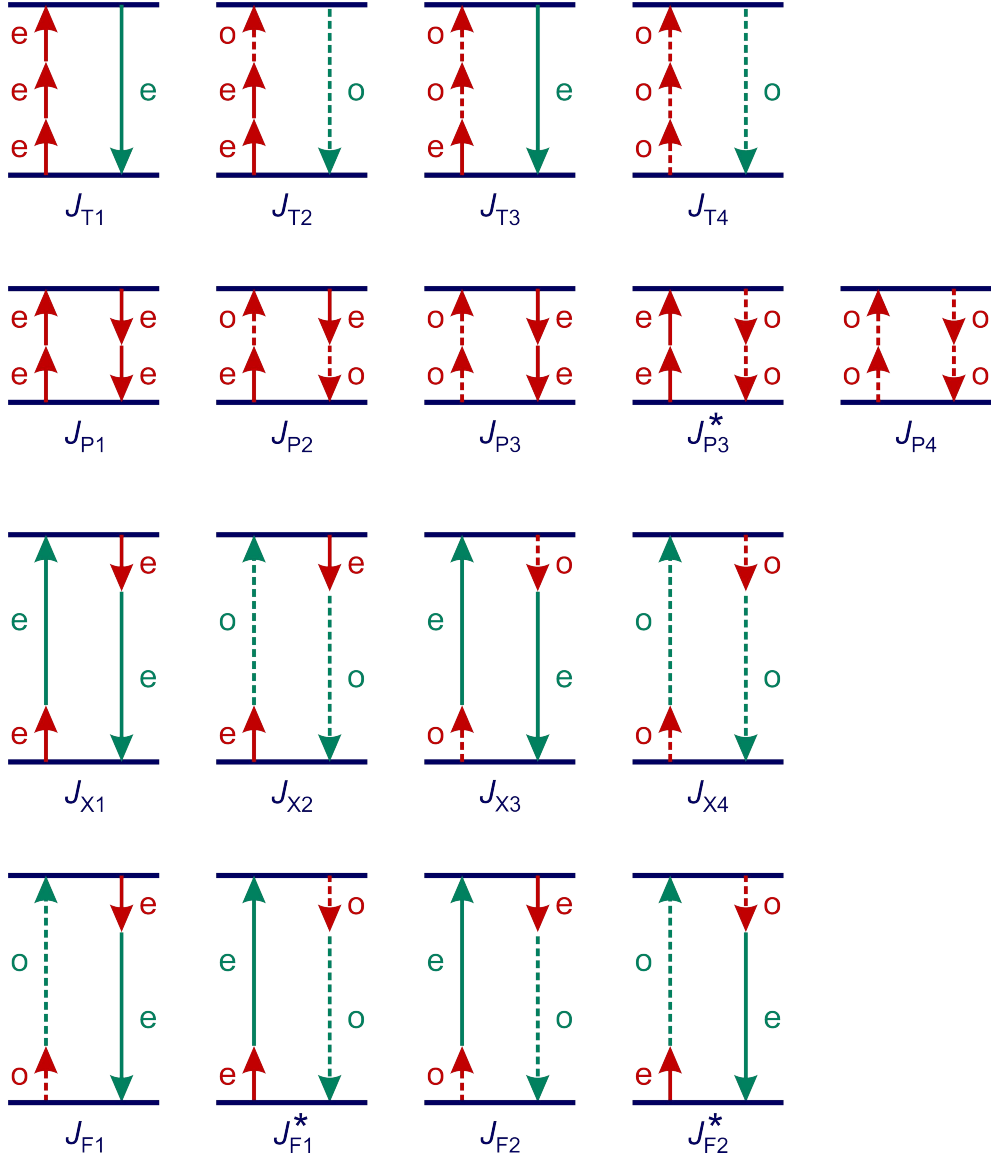 e o o o
e e e o o o
e e e o
J_T1 J_T2 J_T3 J_T4
e e o e o e e o o o
e e e o o e e o o o
J_P1 J_P2 J_P3 J*_P3 J_P4
e e o o
e o e o
e o e o
e e o o
J_X1 J_X2 J_X3 J_X4
e o e o
o e e o
e o o e
o e o e
J_F1 J*_F1 J_F2 J*_F2